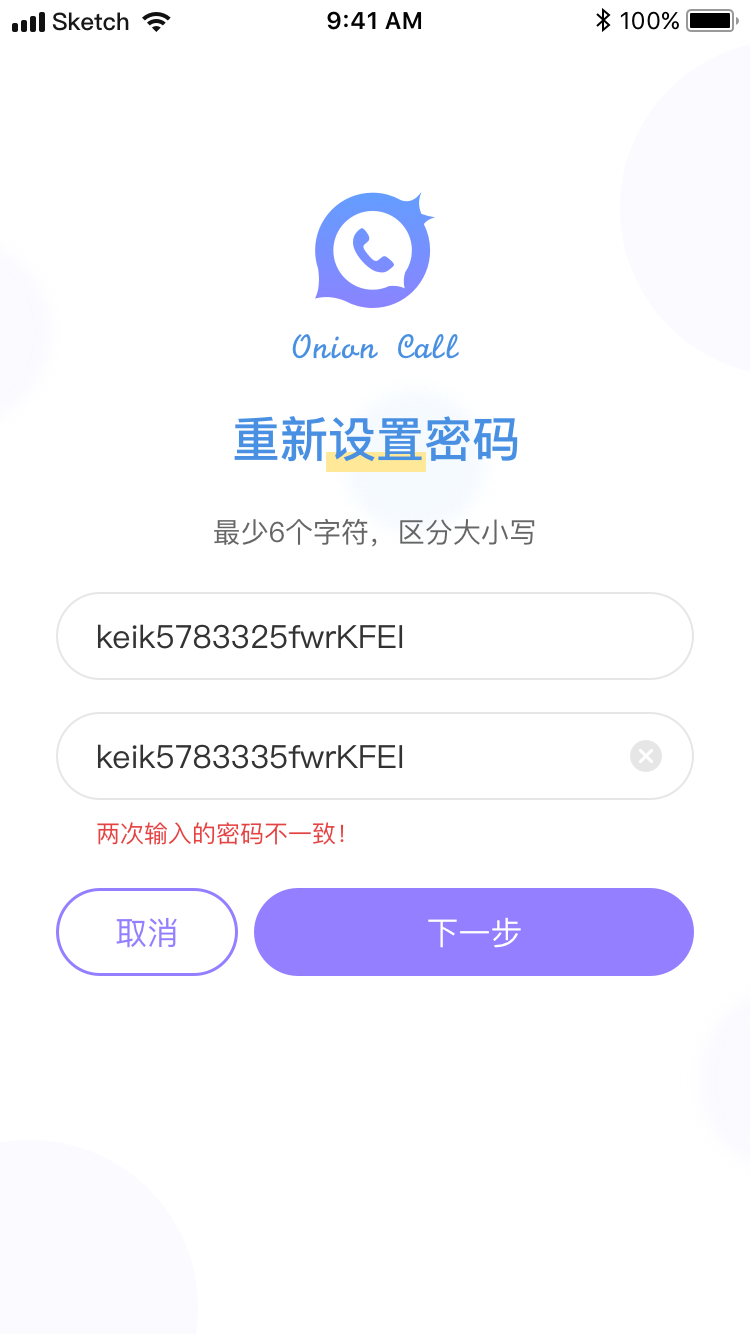 Sketch 9:41 AM 100%
Onion Call
重新设置密码
最少6个字符，区分大小写
keik5783325fwrKFEI
keik5783335fwrKFEI
两次输入的密码不一致！
取消 下一步